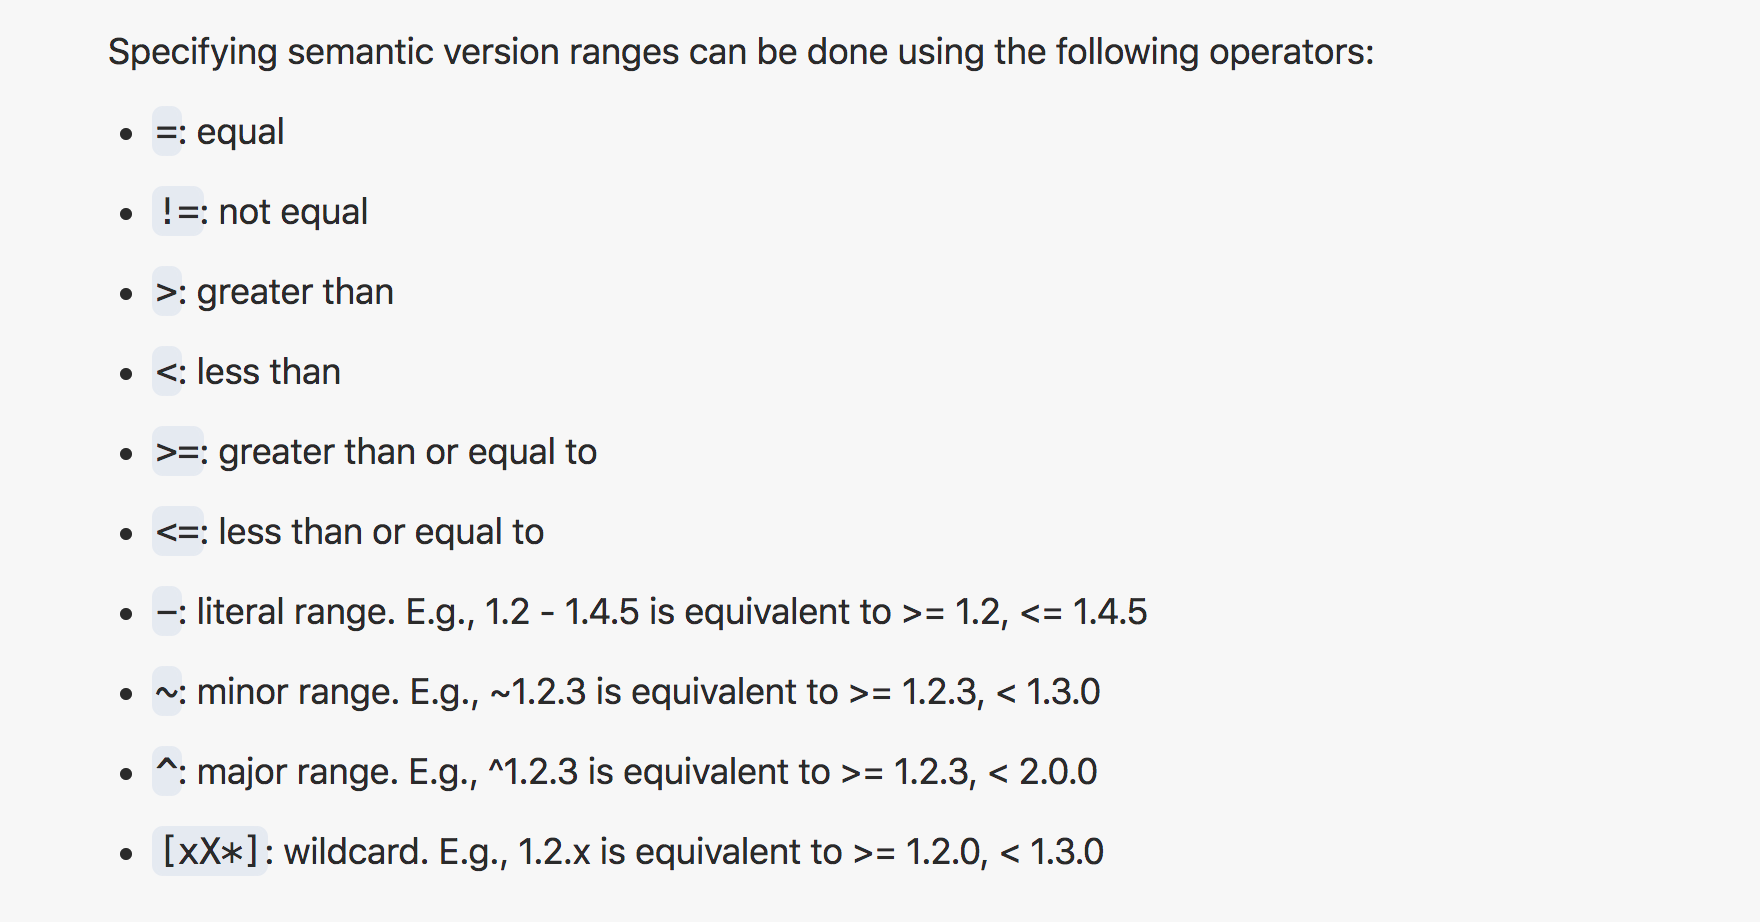 Specifying semantic version ranges can be done using the following operators:
• =: equal
• !=: not equal
• >: greater than
• <: less than
• >=: greater than or equal to
• <=: less than or equal to
• –: literal range. E.g., 1.2 - 1.4.5 is equivalent to >= 1.2, <= 1.4.5
• ~: minor range. E.g., ~1.2.3 is equivalent to >= 1.2.3, < 1.3.0
• ^: major range. E.g., ^1.2.3 is equivalent to >= 1.2.3, < 2.0.0
• [xX*]: wildcard. E.g., 1.2.x is equivalent to >= 1.2.0, < 1.3.0